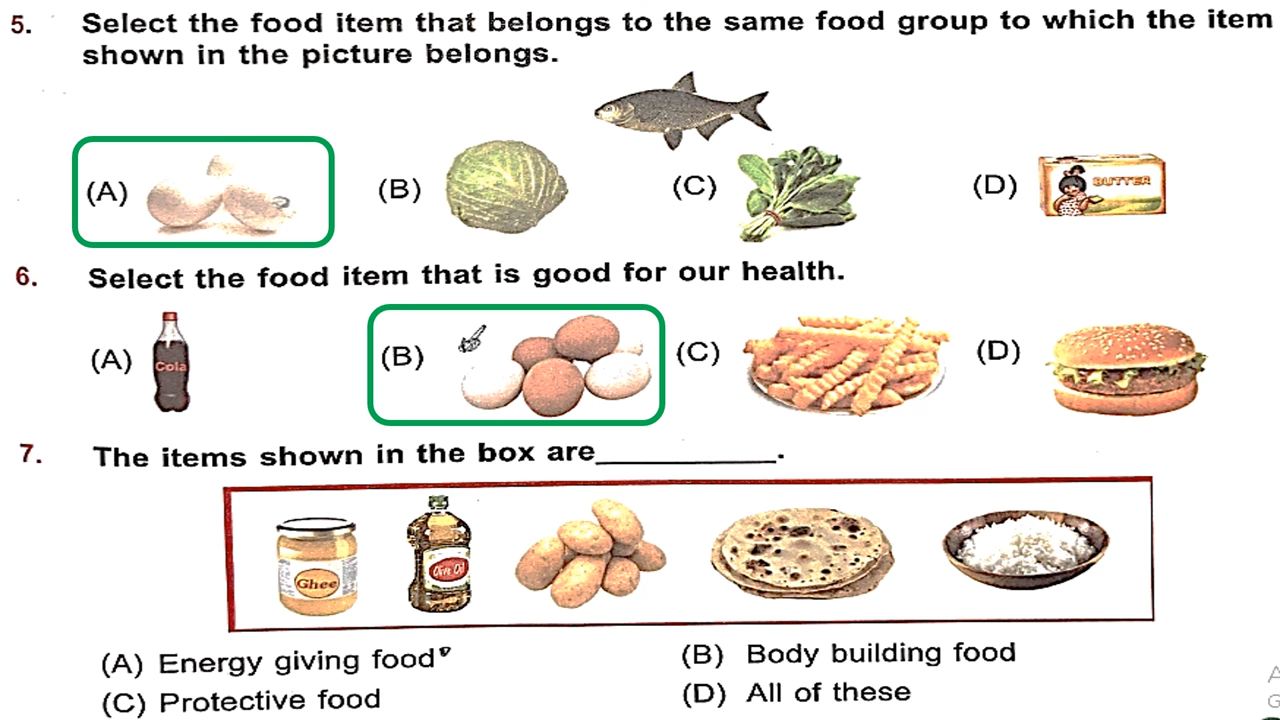 5. Select the food item that belongs to the same food group to which the item
shown in the picture belongs.
(A) (B) (C) (D) BUTTER
6. Select the food item that is good for our health.
(A) Cola (B) (C) (D)
7. The items shown in the box are__________.
Ghee Olive Oil
(A) Energy giving food (B) Body building food
(C) Protective food (D) All of these
A
G